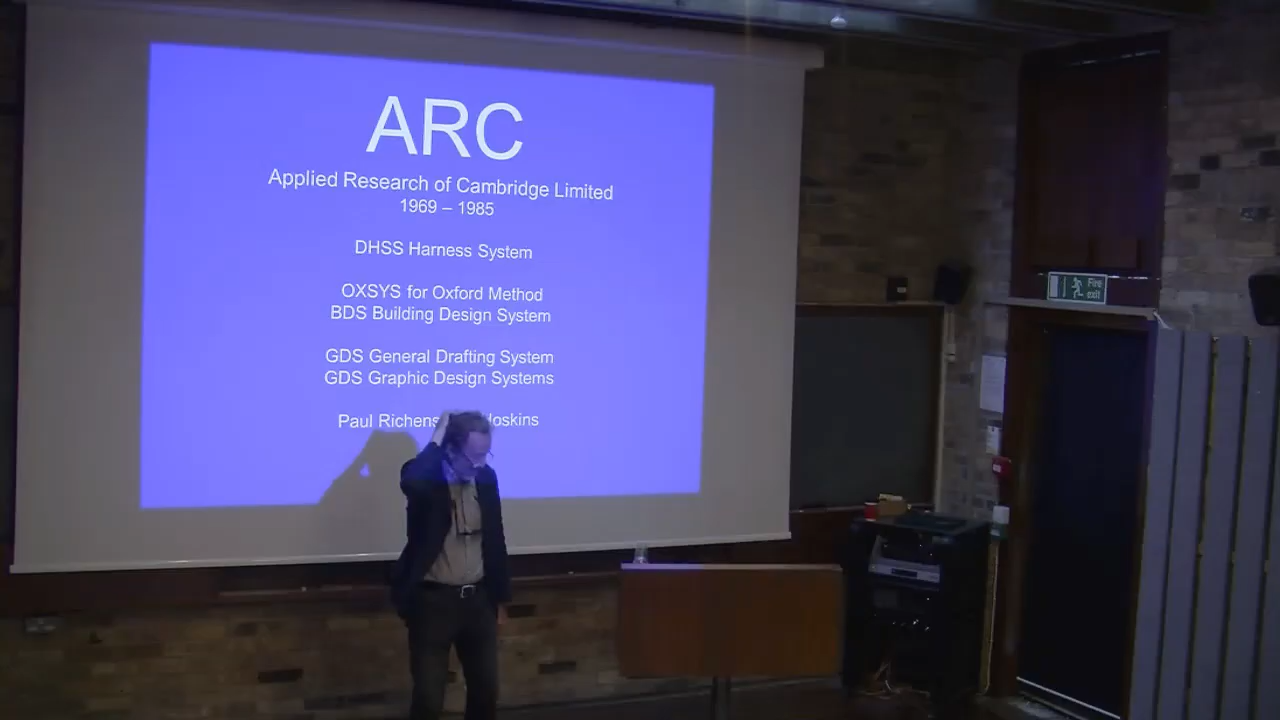 ARC
Applied Research of Cambridge Limited
1969 – 1985
DHSS Harness System
OXSYS for Oxford Method
BDS Building Design System
GDS General Drafting System
GDS Graphic Design Systems
Paul Richens Hoskins
Fire
exit